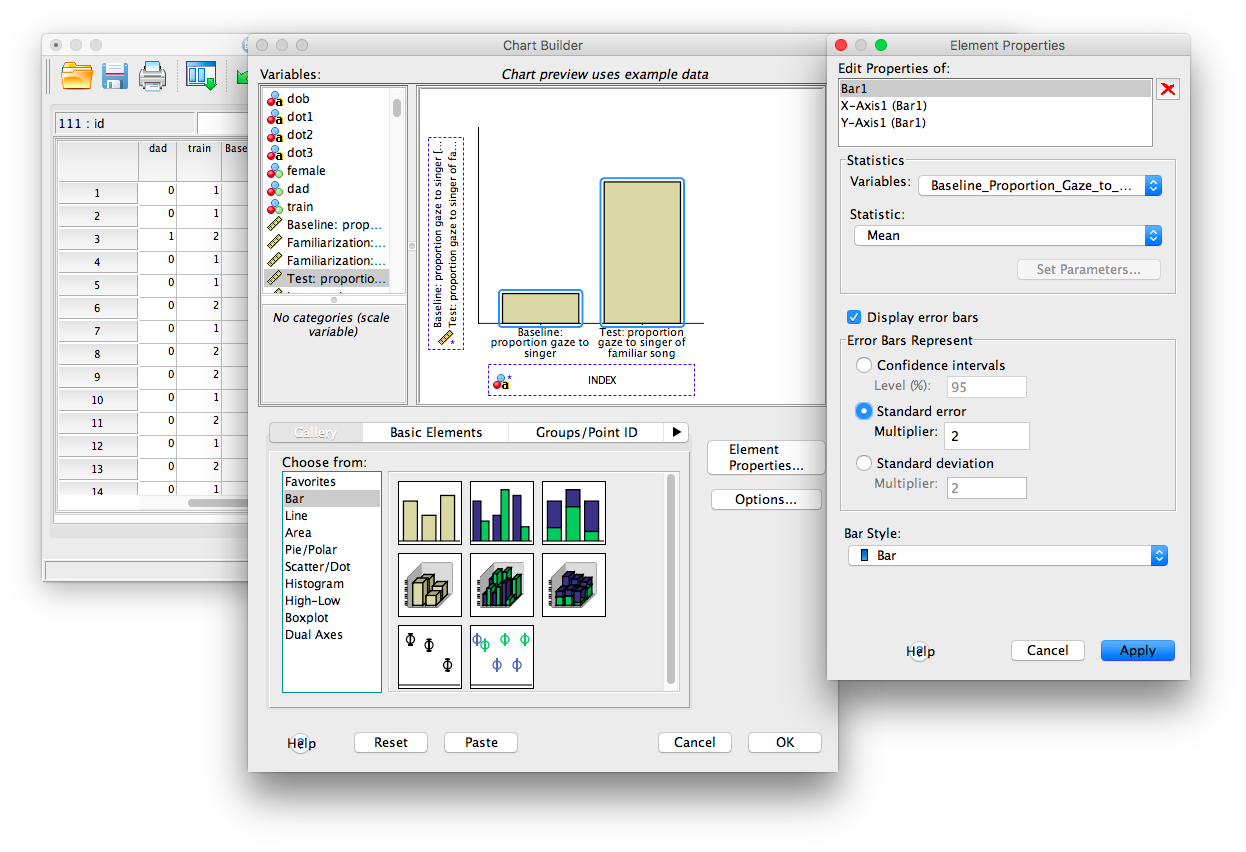 111 : id
dad train Base
1 0 1
2 0 1
3 1 2
4 0 1
5 0 1
6 0 2
7 0 1
8 0 2
9 0 2
10 0 1
11 0 2
12 0 1
13 0 2
14 0 1
Chart Builder
Variables:
Chart preview uses example data
dob
dot1
dot2
dot3
female
dad
train
Baseline: prop...
Familiarization:...
Familiarization:...
Test: proportio...
No categories (scale
variable)
Baseline: proportion gaze to singer [...
Test: proportion gaze to singer of fa...
Baseline:
proportion gaze to
singer
Test: proportion
gaze to singer of
familiar song
INDEX
Gallery
Basic Elements
Groups/Point ID
Choose from:
Favorites
Bar
Line
Area
Pie/Polar
Scatter/Dot
Histogram
High-Low
Boxplot
Dual Axes
Element
Properties...
Options...
Help
Reset
Paste
Cancel
OK
Element Properties
Edit Properties of:
Bar1
X-Axis1 (Bar1)
Y-Axis1 (Bar1)
Statistics
Variables: Baseline_Proportion_Gaze_to_...
Statistic:
Mean
Set Parameters...
Display error bars
Error Bars Represent
Confidence intervals
Level (%): 95
Standard error
Multiplier: 2
Standard deviation
Multiplier: 2
Bar Style:
Bar
Help
Cancel
Apply